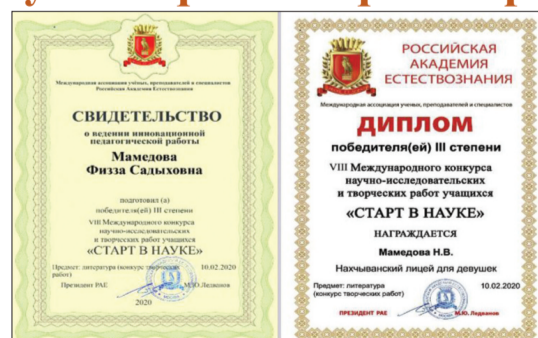 Международная ассоциация учёных, преподавателей и специалистов
Российская Академия Естествознания
СВИДЕТЕЛЬСТВО
о ведении инновационной
педагогической работы
Мамедова
Физза Садыховна
подготовил (а)
победителя(ей) III степени
VIII Международного конкурса
научно-исследовательских
и творческих работ учащихся
«СТАРТ В НАУКЕ»
Предмет: литература (конкурс творческих работ)
10.02.2020
Президент РАЕ
М.Ю.Ледванов
2020
РОССИЙСКАЯ
АКАДЕМИЯ
ЕСТЕСТВОЗНАНИЯ
Международная ассоциация ученых, преподавателей и специалистов
ДИПЛОМ
победителя(ей) III степени
VIII Международного конкурса
научно-исследовательских
и творческих работ учащихся
«СТАРТ В НАУКЕ»
НАГРАЖДАЕТСЯ
Мамедова Н.В.
Нахчыванский лицей для девушек
Предмет: литература
(конкурс творческих работ)
10.02.2020
ПРЕЗИДЕНТ РАЕ
М.Ю. Ледванов